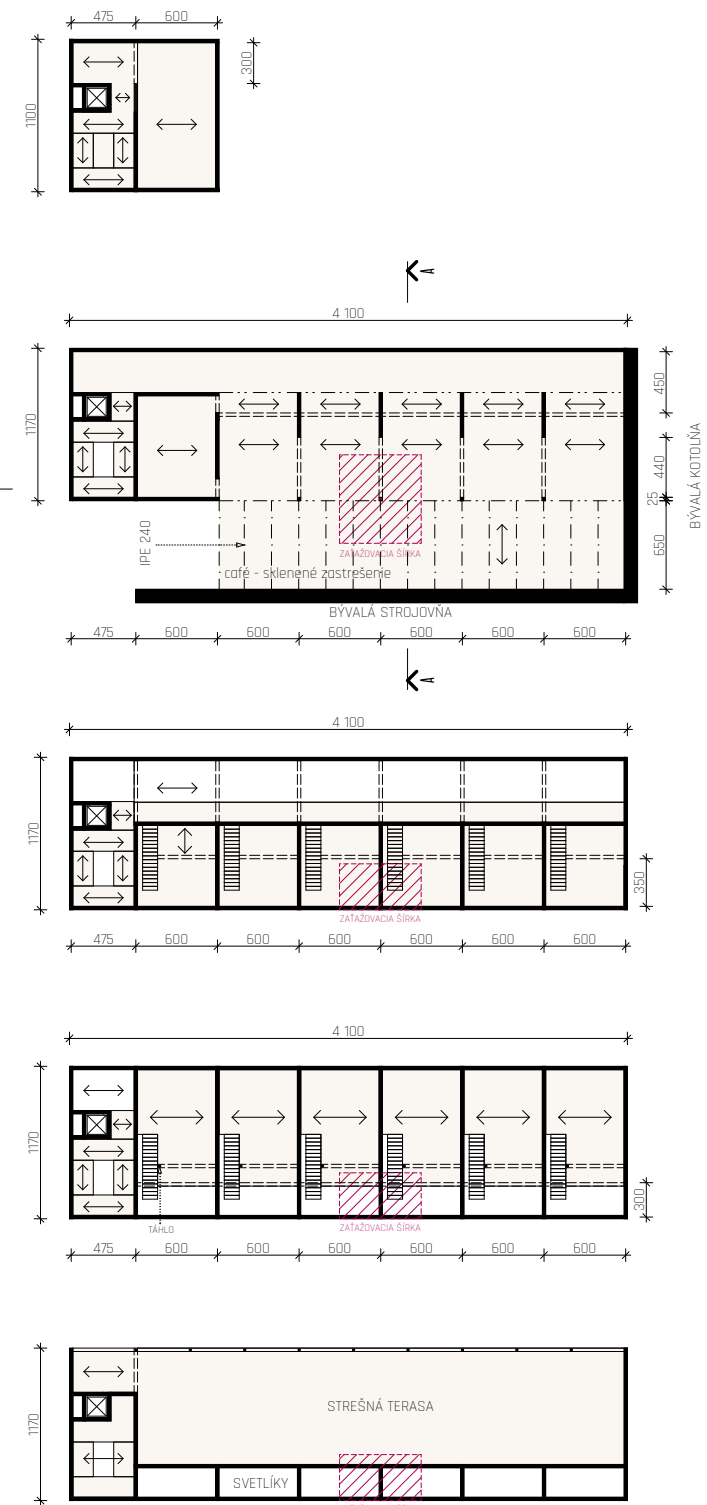 475 600
300
1100
A
4 100
1170
450
440
25
650
BÝVALÁ KOTOLŇA
IPE 240
ZAŤAŽOVACIA ŠÍRKA
café - sklenené zastrešenie
BÝVALÁ STROJOVŇA
475 600 600 600 600 600 600
A
4 100
1170
350
ZAŤAŽOVACIA ŠÍRKA
475 600 600 600 600 600 600
4 100
1170
300
TÁHLO
ZAŤAŽOVACIA ŠÍRKA
475 600 600 600 600 600 600
1170
STREŠNÁ TERASA
SVETLÍKY